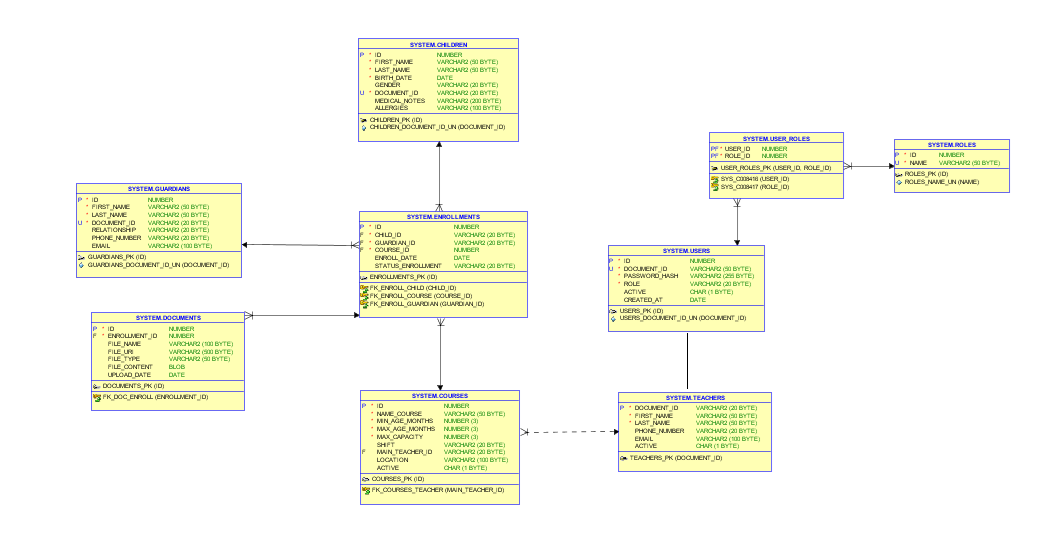 SYSTEM.CHILDREN
P * ID NUMBER
* FIRST_NAME VARCHAR2 (50 BYTE)
* LAST_NAME VARCHAR2 (50 BYTE)
* BIRTH_DATE DATE
GENDER VARCHAR2 (20 BYTE)
U * DOCUMENT_ID VARCHAR2 (20 BYTE)
MEDICAL_NOTES VARCHAR2 (200 BYTE)
ALLERGIES VARCHAR2 (100 BYTE)
CHILDREN_PK (ID)
CHILDREN_DOCUMENT_ID_UN (DOCUMENT_ID)
SYSTEM.USER_ROLES
PF * USER_ID NUMBER
PF * ROLE_ID NUMBER
USER_ROLES_PK (USER_ID, ROLE_ID)
SYS_C008416 (USER_ID)
SYS_C008417 (ROLE_ID)
SYSTEM.ROLES
P * ID NUMBER
U * NAME VARCHAR2 (50 BYTE)
ROLES_PK (ID)
ROLES_NAME_UN (NAME)
SYSTEM.GUARDIANS
P * ID NUMBER
* FIRST_NAME VARCHAR2 (50 BYTE)
* LAST_NAME VARCHAR2 (50 BYTE)
U * DOCUMENT_ID VARCHAR2 (20 BYTE)
RELATIONSHIP VARCHAR2 (20 BYTE)
PHONE_NUMBER VARCHAR2 (20 BYTE)
EMAIL VARCHAR2 (100 BYTE)
GUARDIANS_PK (ID)
GUARDIANS_DOCUMENT_ID_UN (DOCUMENT_ID)
SYSTEM.ENROLLMENTS
P * ID NUMBER
F * CHILD_ID VARCHAR2 (20 BYTE)
F * GUARDIAN_ID VARCHAR2 (20 BYTE)
F * COURSE_ID NUMBER
ENROLL_DATE DATE
STATUS_ENROLLMENT VARCHAR2 (20 BYTE)
ENROLLMENTS_PK (ID)
FK_ENROLL_CHILD (CHILD_ID)
FK_ENROLL_COURSE (COURSE_ID)
FK_ENROLL_GUARDIAN (GUARDIAN_ID)
SYSTEM.USERS
P * ID NUMBER
U * DOCUMENT_ID VARCHAR2 (50 BYTE)
* PASSWORD_HASH VARCHAR2 (255 BYTE)
* ROLE VARCHAR2 (20 BYTE)
ACTIVE CHAR (1 BYTE)
CREATED_AT DATE
USERS_PK (ID)
USERS_DOCUMENT_ID_UN (DOCUMENT_ID)
SYSTEM.DOCUMENTS
P * ID NUMBER
F * ENROLLMENT_ID NUMBER
FILE_NAME VARCHAR2 (100 BYTE)
FILE_URI VARCHAR2 (500 BYTE)
FILE_TYPE VARCHAR2 (50 BYTE)
FILE_CONTENT BLOB
UPLOAD_DATE DATE
DOCUMENTS_PK (ID)
FK_DOC_ENROLL (ENROLLMENT_ID)
SYSTEM.COURSES
P * ID NUMBER
* NAME_COURSE VARCHAR2 (50 BYTE)
* MIN_AGE_MONTHS NUMBER (3)
* MAX_AGE_MONTHS NUMBER (3)
* MAX_CAPACITY NUMBER (3)
SHIFT VARCHAR2 (20 BYTE)
F MAIN_TEACHER_ID VARCHAR2 (20 BYTE)
LOCATION VARCHAR2 (100 BYTE)
ACTIVE CHAR (1 BYTE)
COURSES_PK (ID)
FK_COURSES_TEACHER (MAIN_TEACHER_ID)
SYSTEM.TEACHERS
P * DOCUMENT_ID VARCHAR2 (20 BYTE)
* FIRST_NAME VARCHAR2 (50 BYTE)
* LAST_NAME VARCHAR2 (50 BYTE)
PHONE_NUMBER VARCHAR2 (20 BYTE)
EMAIL VARCHAR2 (100 BYTE)
ACTIVE CHAR (1 BYTE)
TEACHERS_PK (DOCUMENT_ID)